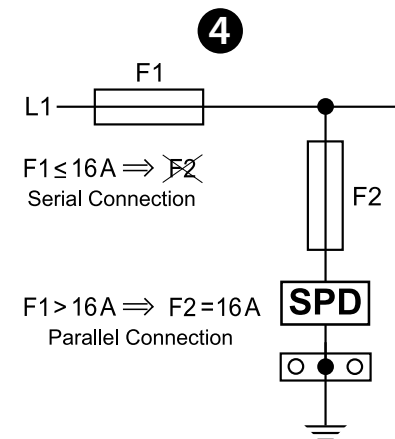 4
F1
L1
F1≤16A ⇒ F2
Serial Connection
F2
F1>16A ⇒ F2=16A
SPD
Parallel Connection